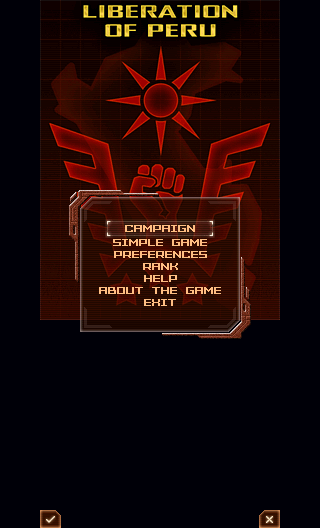 LIBERATION
OF PERU
CAMPAIGN
SIMPLE GAME
PREFERENCES
RANK
HELP
ABOUT THE GAME
EXIT